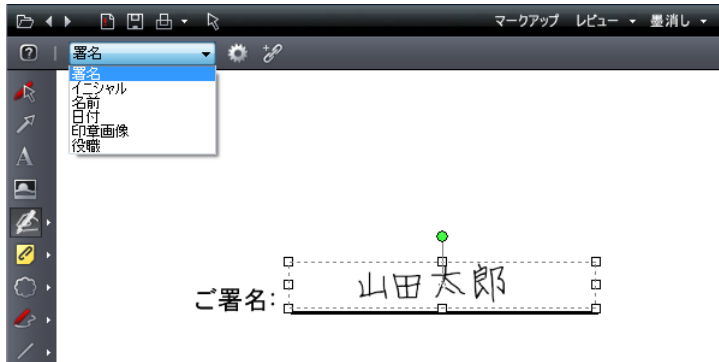 マークアップ レビュー 墨消し
署名
署名
イニシャル
名前
日付
印章画像
役職
A
ご署名: 山田太郎